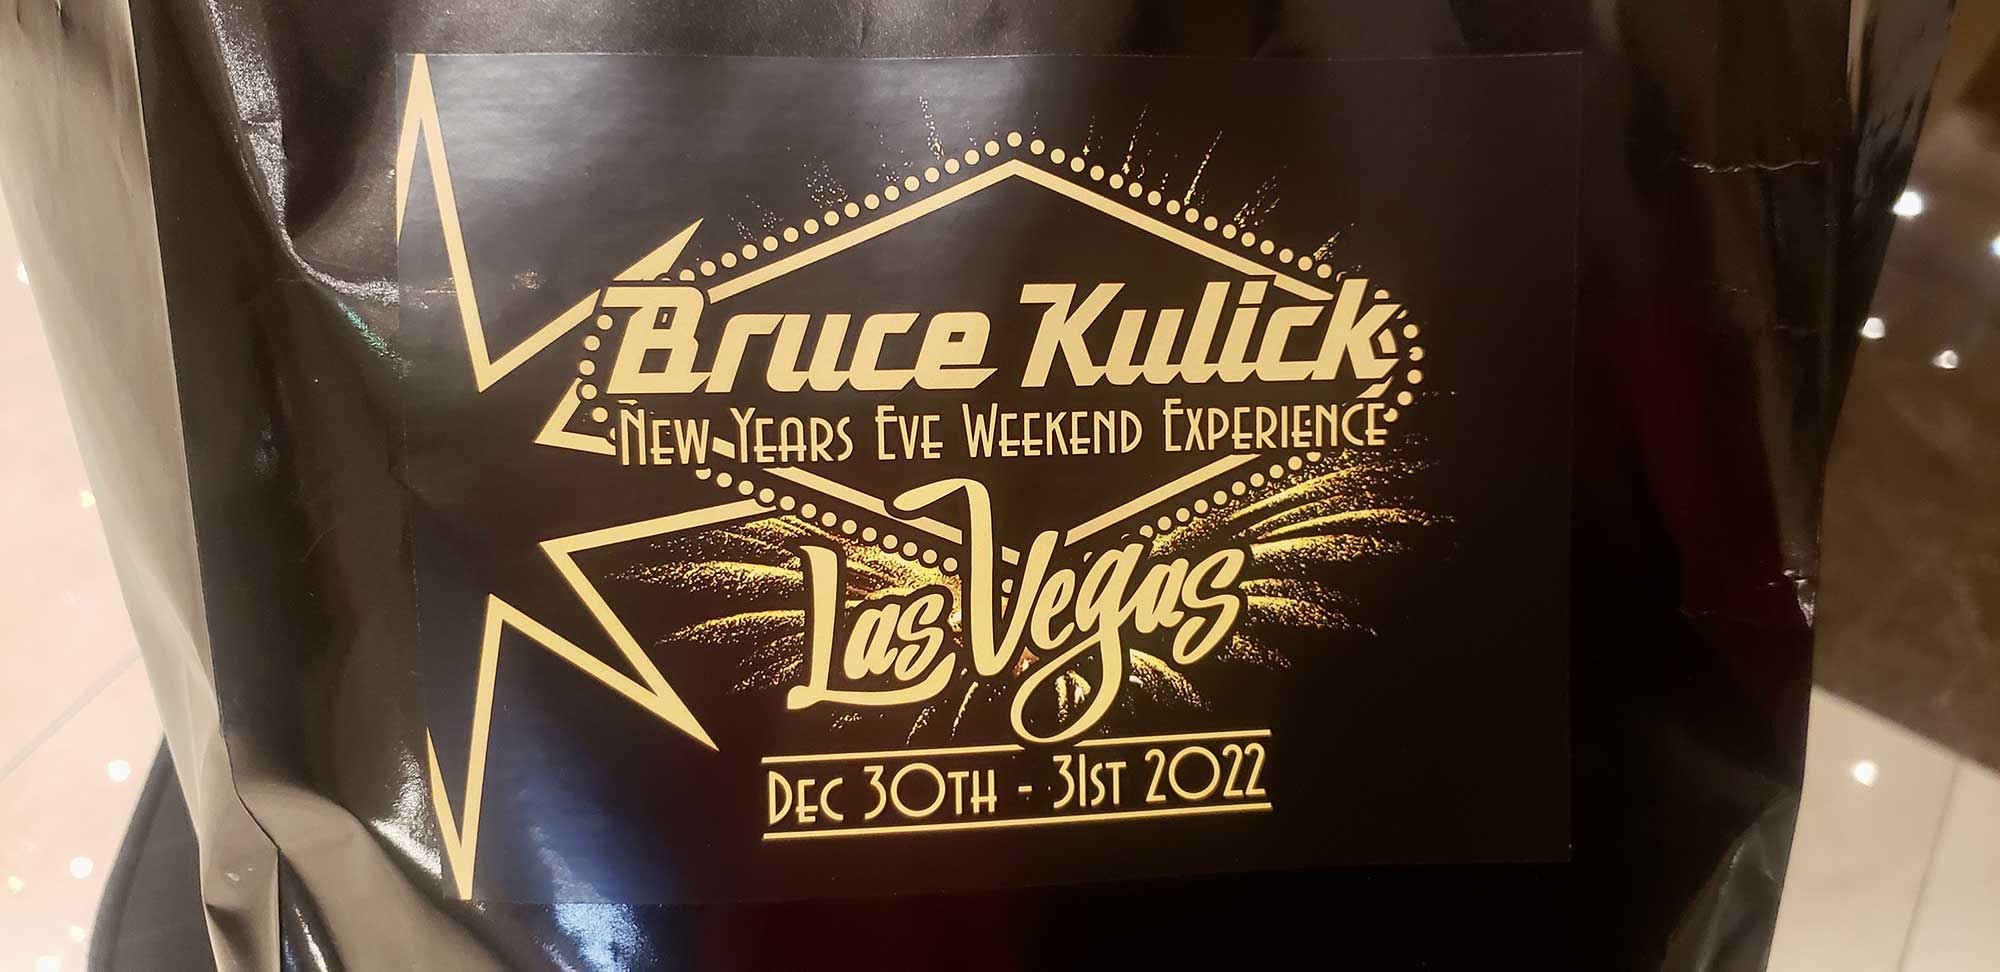 Bruce Kulick
New Years Eve Weekend Experience
Las Vegas
Dec 30th - 31st 2022